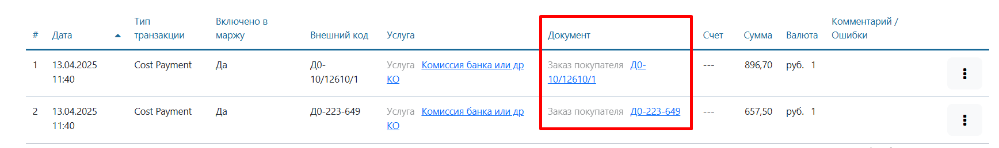 # Дата Тип транзакции Включено в маржу Внешний код Услуга Документ Счет Сумма Валюта Комментарий / Ошибки
1 13.04.2025 11:40 Cost Payment Да Д0-10/12610/1 Услуга Комиссия банка или др КО Заказ покупателя Д0-10/12610/1 --- 896,70 руб. 1
2 13.04.2025 11:40 Cost Payment Да Д0-223-649 Услуга Комиссия банка или др КО Заказ покупателя Д0-223-649 --- 657,50 руб. 1